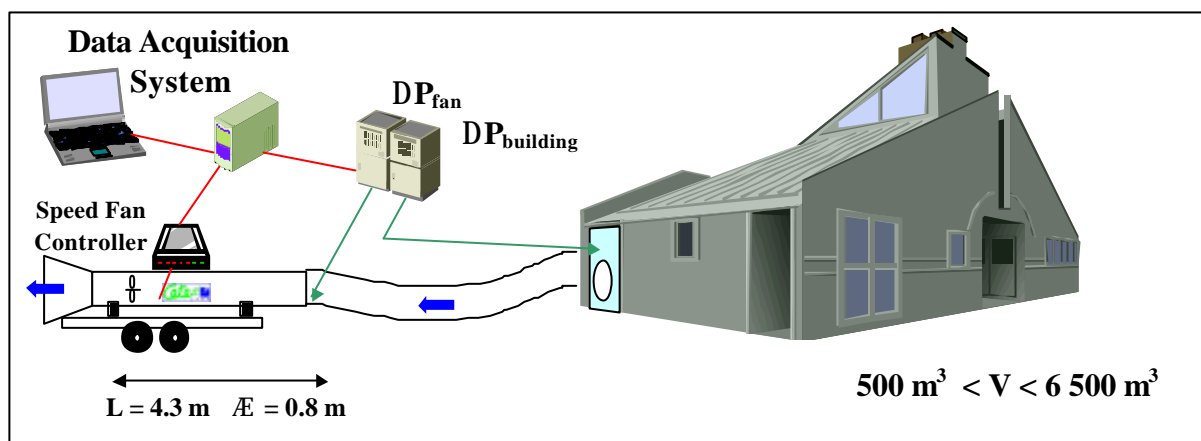 Data Acquisition
System
DPfan
DPbuilding
Speed Fan
Controller
L = 4.3 m Æ = 0.8 m
500 m³ < V < 6 500 m³